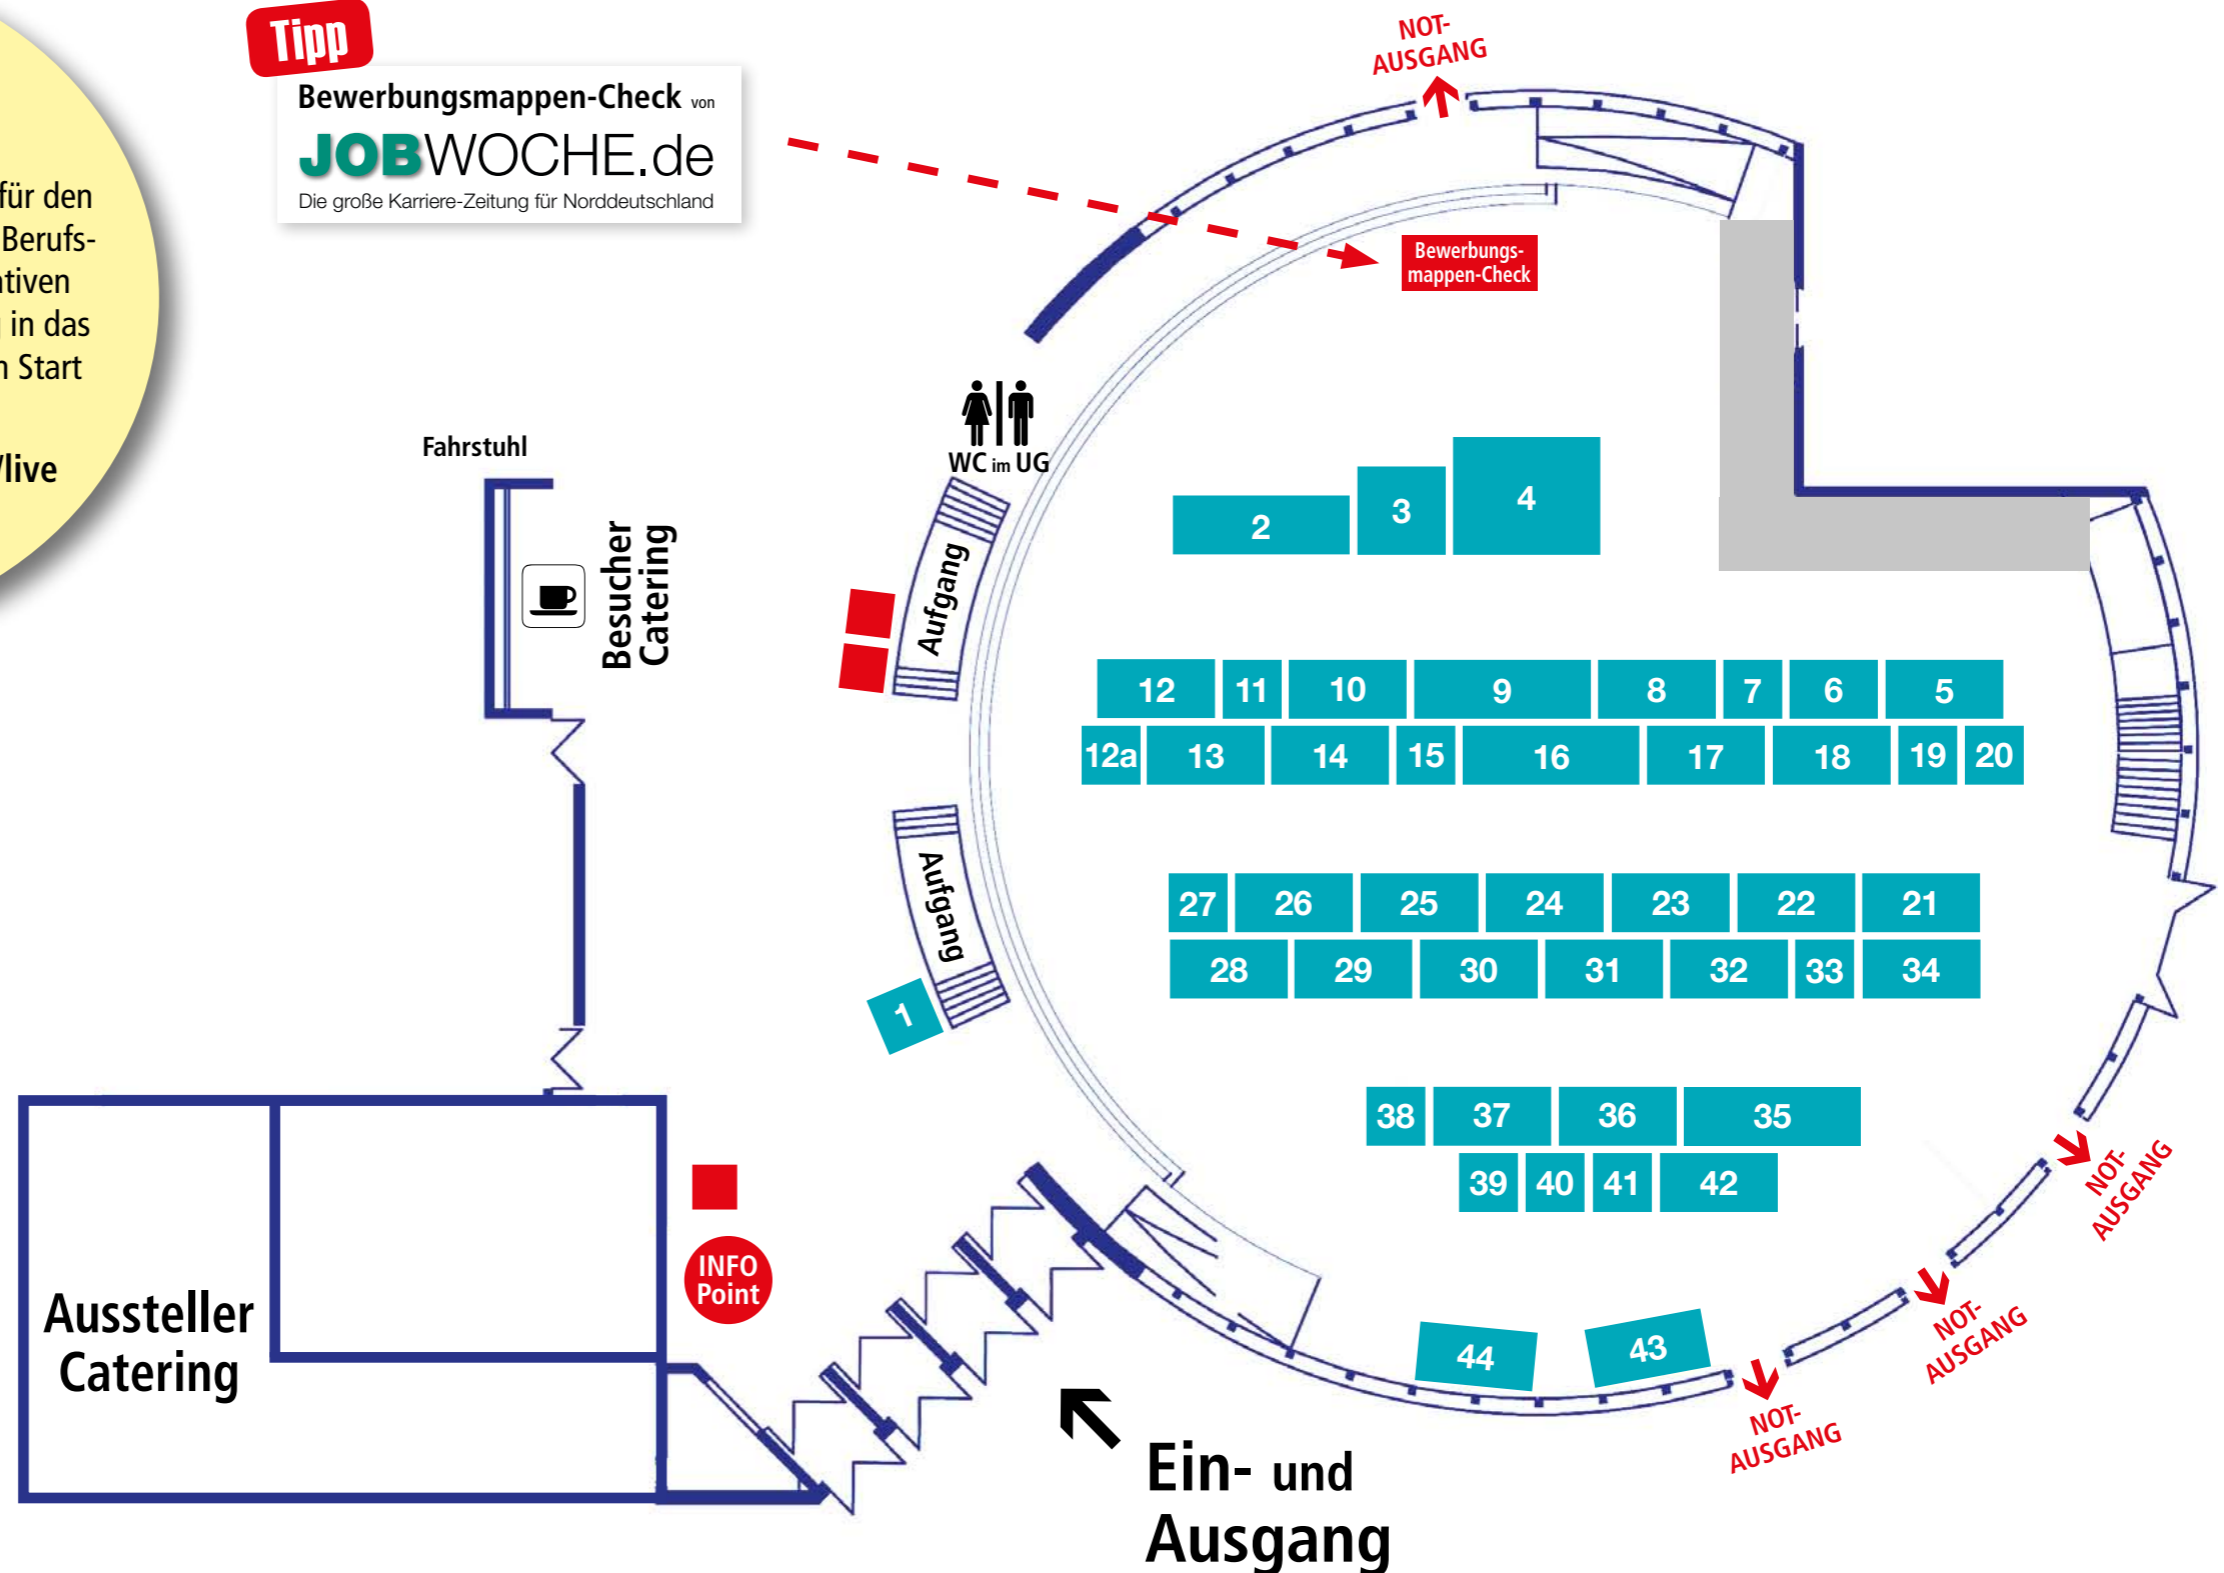 für den
Berufs-
in das
Start
live
Tipp
Bewerbungsmappen-Check von
JOBWOCHE.de
Die große Karriere-Zeitung für Norddeutschland
NOT-
AUSGANG
Bewerbungs-
mappen-Check
WC im UG
Fahrstuhl
Besucher
Catering
Aufgang
Aufgang
2
3
4
12
11
10
9
8
7
6
5
12a
13
14
15
16
17
18
19
20
27
26
25
24
23
22
21
28
29
30
31
32
33
34
1
38
37
36
35
39
40
41
42
44
43
NOT-
AUSGANG
NOT-
AUSGANG
NOT-
AUSGANG
INFO
Point
Aussteller
Catering
Ein- und
Ausgang